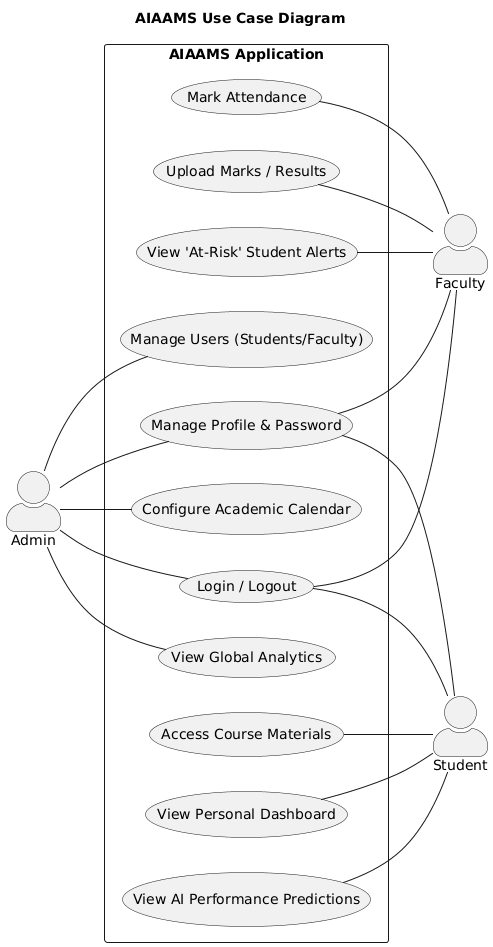 AIAAMS Use Case Diagram
AIAAMS Application
Mark Attendance
Upload Marks / Results
View 'At-Risk' Student Alerts
Faculty
Manage Users (Students/Faculty)
Manage Profile & Password
Configure Academic Calendar
Admin
Login / Logout
View Global Analytics
Access Course Materials
Student
View Personal Dashboard
View AI Performance Predictions